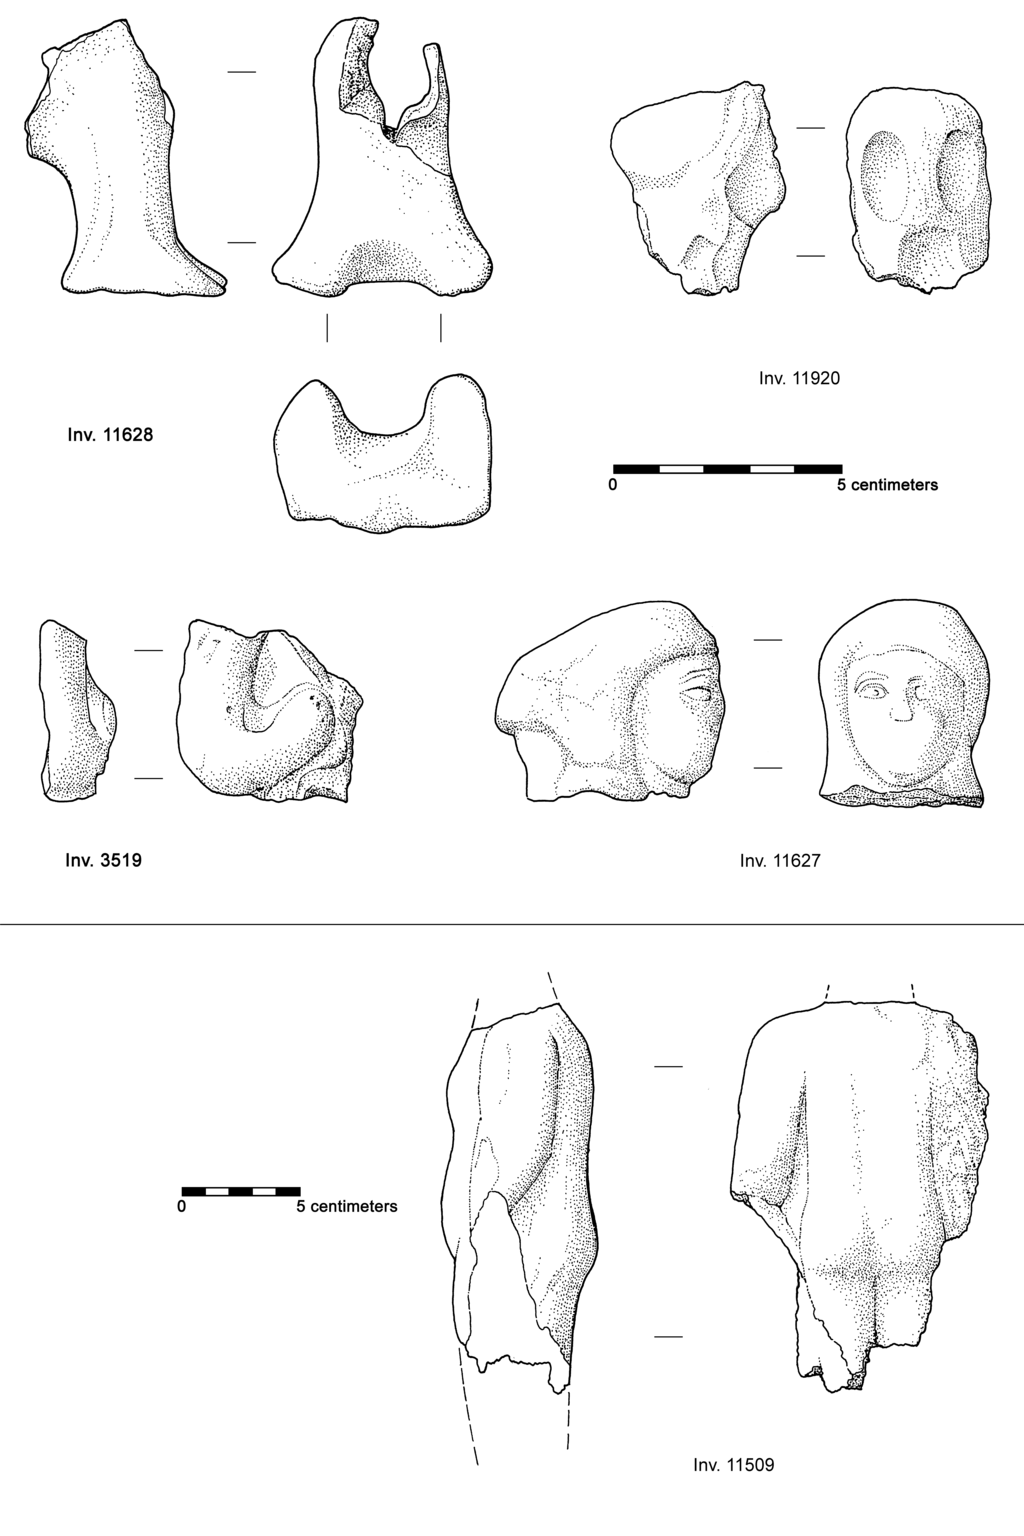 Inv. 11920
Inv. 11628
0 5 centimeters
Inv. 3519
Inv. 11627
0 5 centimeters
Inv. 11509